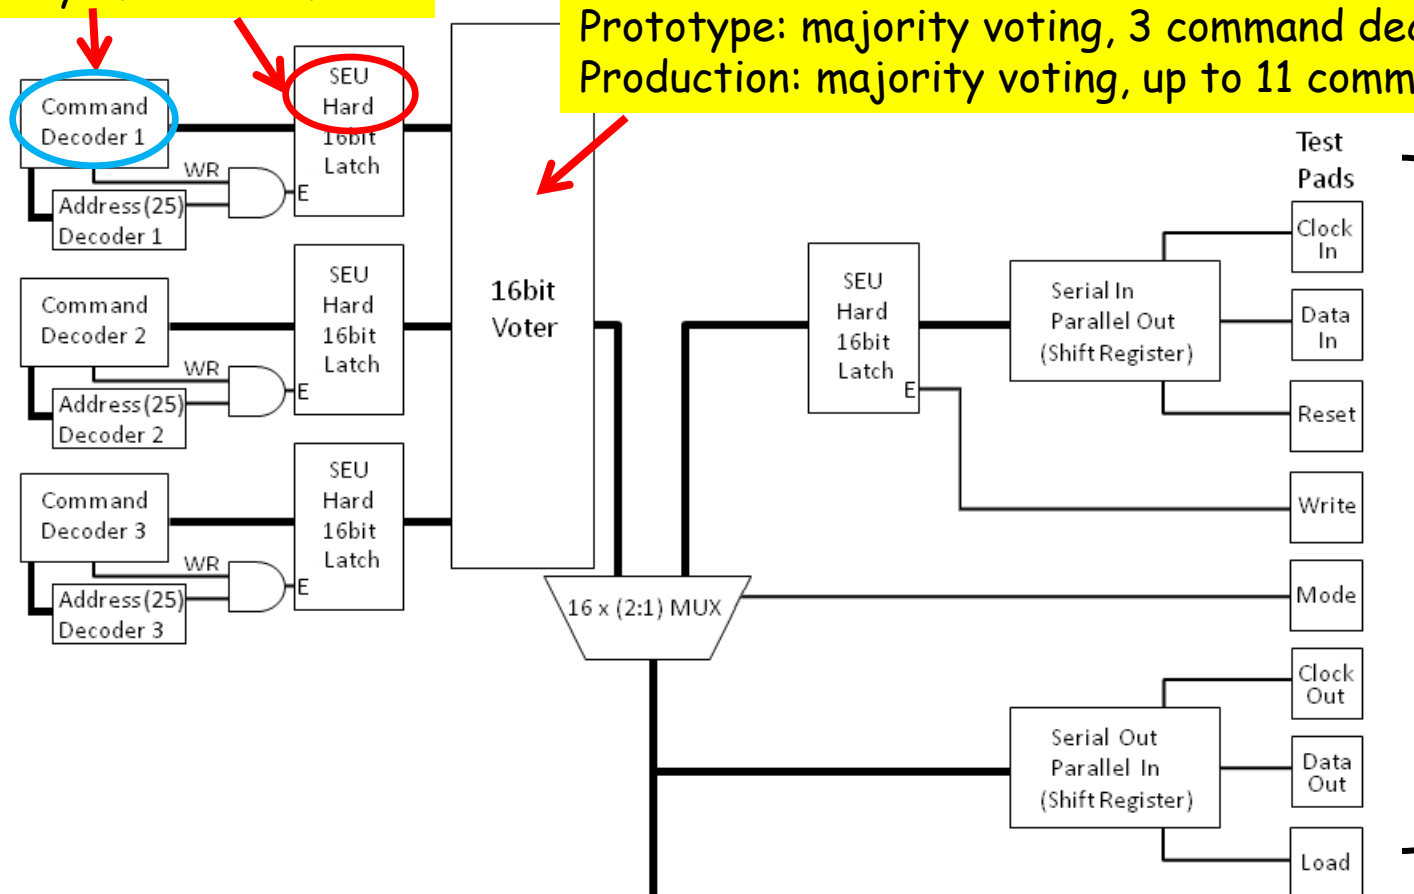 Prototype: majority voting, 3 command
Production: majority voting, up to 11
Command
Decoder 1
WR
Address(25)
Decoder 1
SEU
Hard
16bit
Latch
E
Command
Decoder 2
WR
Address(25)
Decoder 2
SEU
Hard
16bit
Latch
E
Command
Decoder 3
WR
Address(25)
Decoder 3
SEU
Hard
16bit
Latch
E
16bit
Voter
16 x (2:1) MUX
SEU
Hard
16bit
Latch
E
Serial In
Parallel Out
(Shift Register)
Serial Out
Parallel In
(Shift Register)
Test
Pads
Clock
In
Data
In
Reset
Write
Mode
Clock
Out
Data
Out
Load